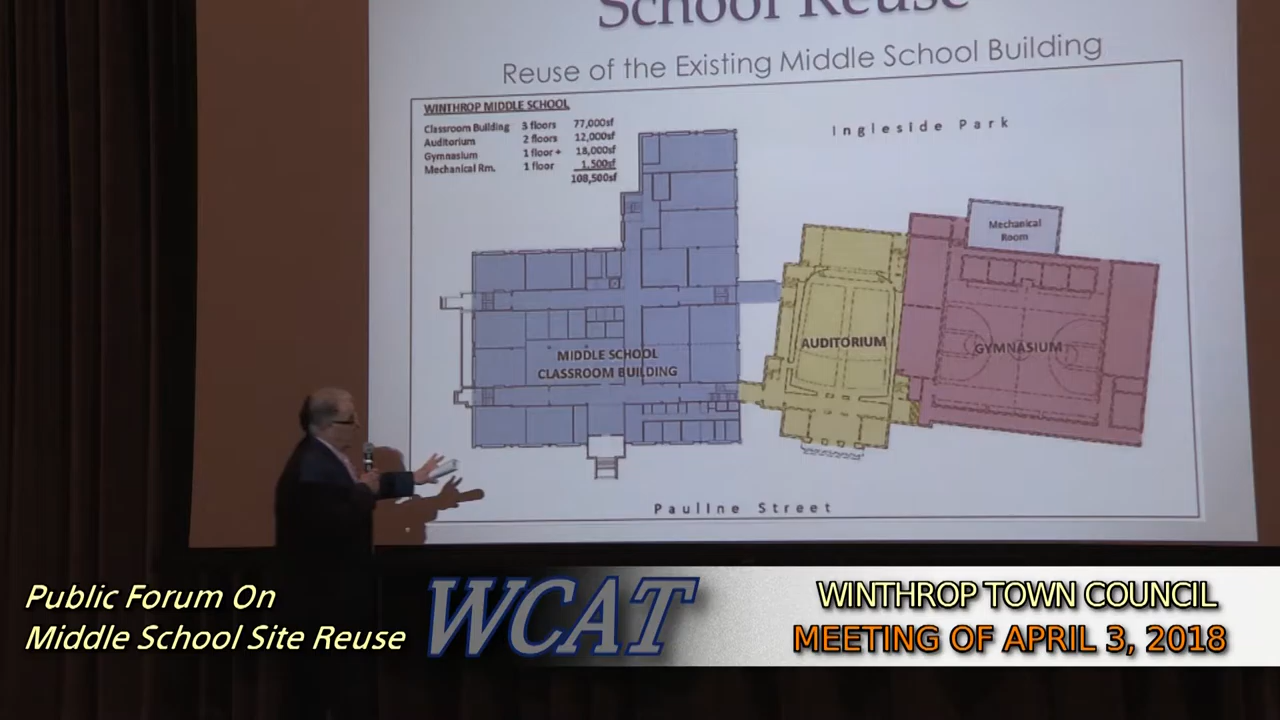 School Reuse
Reuse of the Existing Middle School Building
WINTHROP MIDDLE SCHOOL
Classroom Building 3 floors 77,000sf
Auditorium 2 floors 12,000sf
Gymnasium 1 floor+ 18,000sf
Mechanical Rm. 1 floor 1,500sf
108,500sf
Ingleside Park
Mechanical
Room
AUDITORIUM
GYMNASIUM
MIDDLE SCHOOL
CLASSROOM BUILDING
Pauline Street
Public Forum On
Middle School Site Reuse
WCAT
WINTHROP TOWN COUNCIL
MEETING OF APRIL 3, 2018